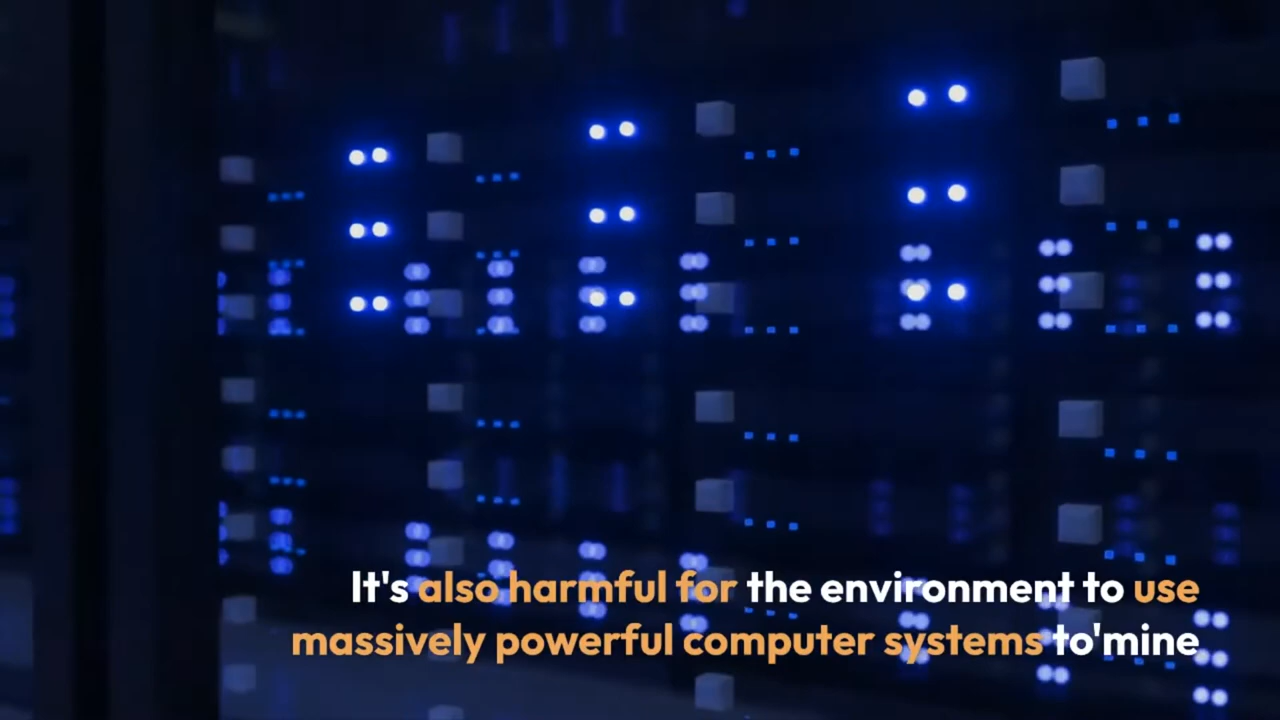 It's also harmful for the environment to use
massively powerful computer systems to'mine